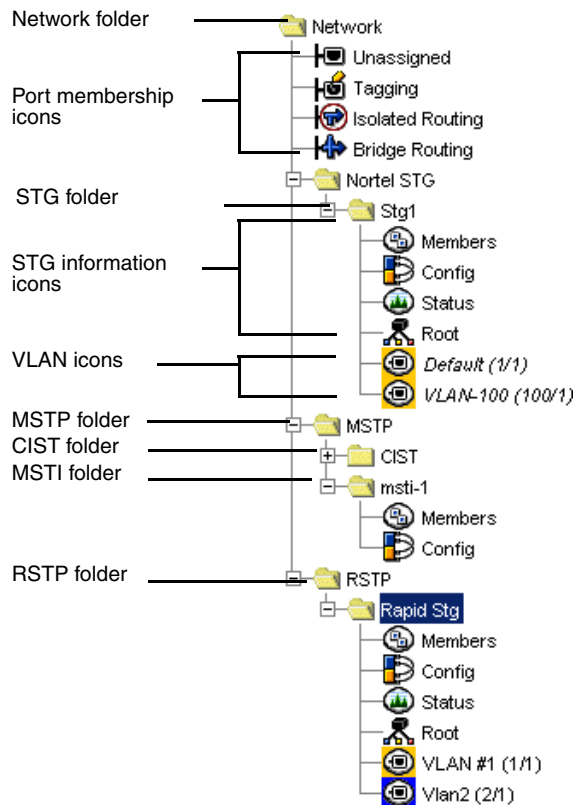 Network folder
Network
Unassigned
Port membership
icons
Tagging
Isolated Routing
Bridge Routing
Nortel STG
STG folder
Stg1
Members
STG information
icons
Config
Status
Root
VLAN icons
Default (1/1)
VLAN-100 (100/1)
MSTP folder
MSTP
CIST folder
CIST
MSTI folder
msti-1
Members
Config
RSTP folder
RSTP
Rapid Stg
Members
Config
Status
Root
VLAN #1 (1/1)
Vlan2 (2/1)